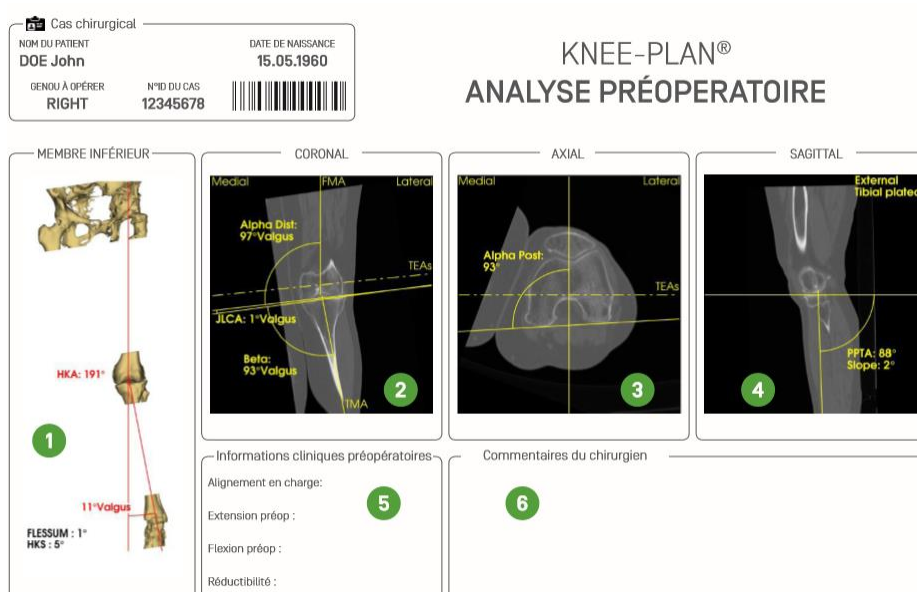 Cas chirurgical
NOM DU PATIENT
DOE John
DATE DE NAISSANCE
15.05.1960
GENOU À OPÉRER
RIGHT
N°ID DU CAS
12345678
KNEE-PLAN®
ANALYSE PRÉOPERATOIRE
MEMBRE INFÉRIEUR
HKA: 191°
1
11°Valgus
FLESSUM : 1°
HKS : 5°
CORONAL
Medial
FMA
Lateral
Alpha Dist:
97°Valgus
TEAs
JLCA: 1°Valgus
Beta:
93°Valgus
TMA
2
AXIAL
Medial
Lateral
Alpha Post:
93°
TEAs
3
SAGITTAL
External
Tibial platea
PPTA: 88°
Slope: 2°
4
Informations cliniques préopératoires
Alignement en charge:
Extension préop :
Flexion préop :
Réductibilité :
5
Commentaires du chirurgien
6